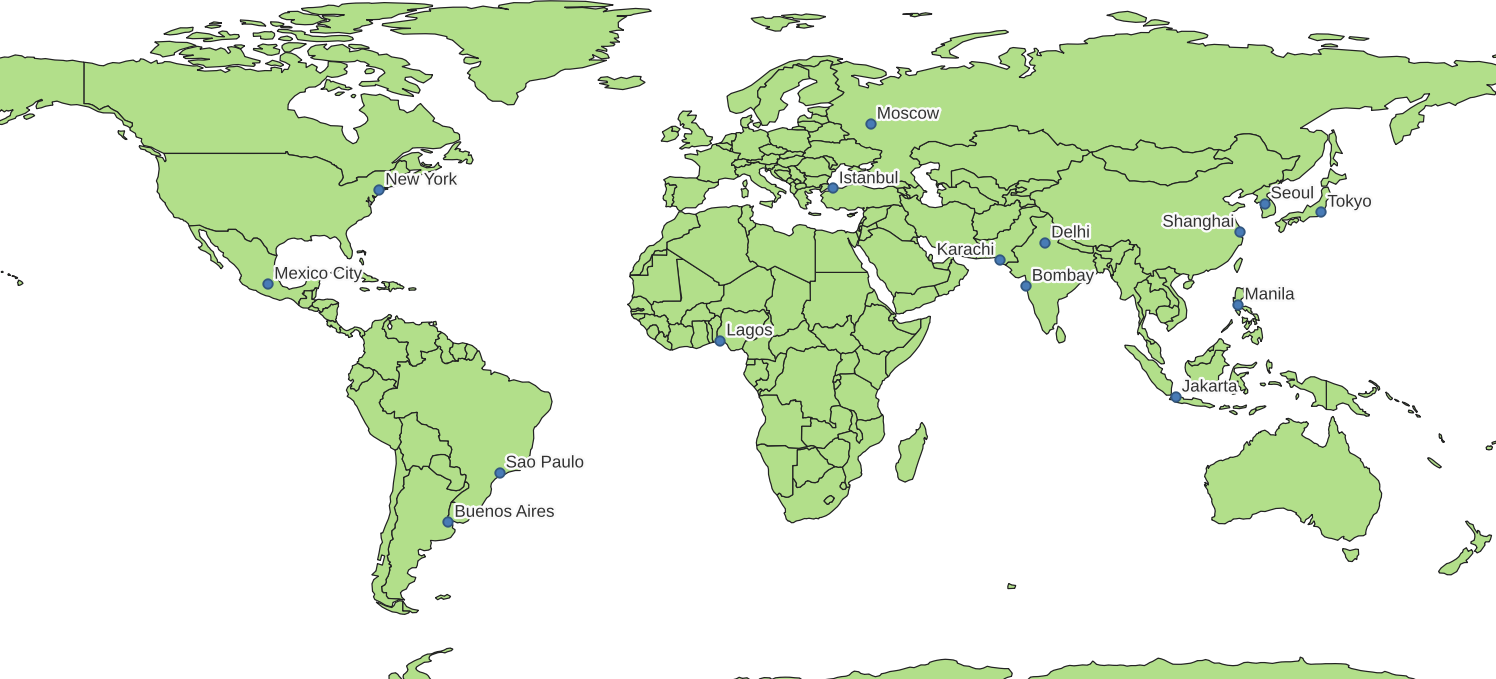 Moscow
New York
Istanbul
Seoul
Tokyo
Shanghai
Delhi
Karachi
Mexico City
Bombay
Manila
Lagos
Jakarta
Sao Paulo
Buenos Aires